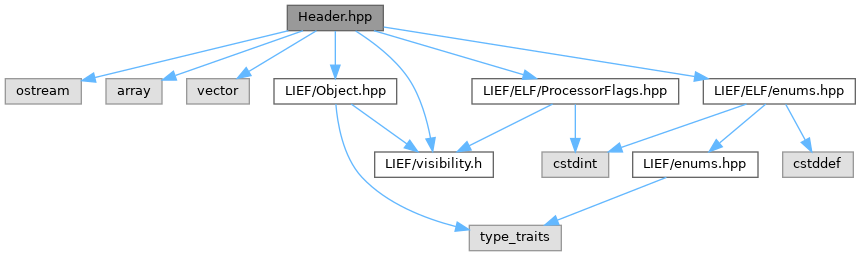 Header.hpp
ostream
array
vector
LIEF/Object.hpp
LIEF/ELF/ProcessorFlags.hpp
LIEF/ELF/enums.hpp
LIEF/visibility.h
cstdint
LIEF/enums.hpp
cstddef
type_traits